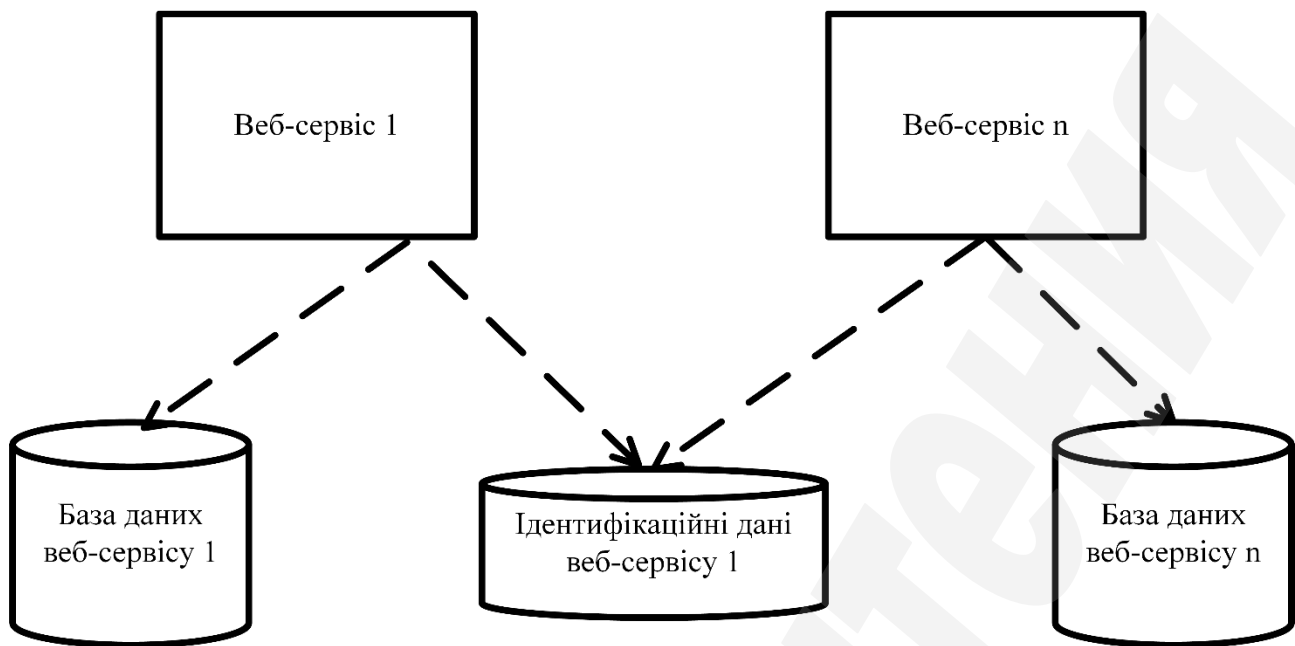 Веб-сервіс 1
Веб-сервіс n
База даних
веб-сервісу 1
Ідентифікаційні дані
веб-сервісу 1
База даних
веб-сервісу n
тения